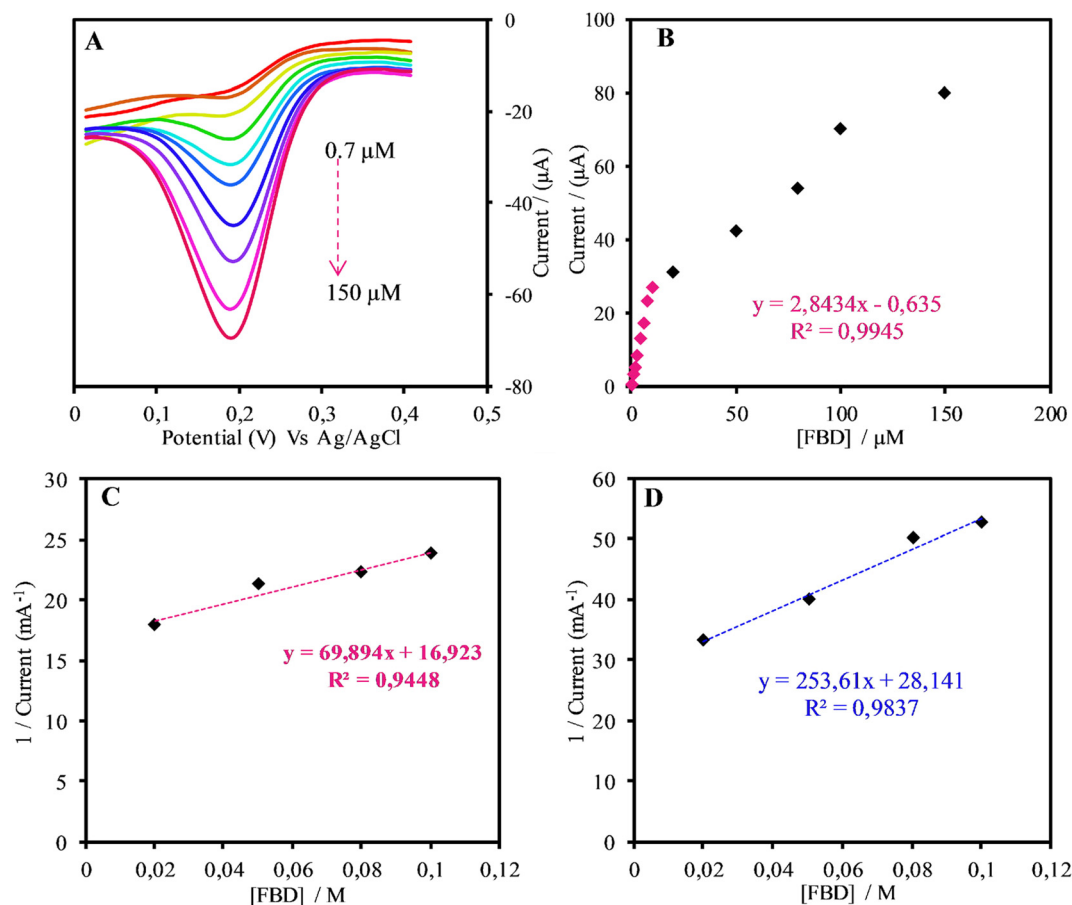 A
0
-20
-40
-60
-80
Current / (µA)
0.7 µM
150 µM
0
0,1
0,2
0,3
0,4
0,5
Potential (V) Vs Ag/AgCl
B
100
80
60
40
20
0
Current / (µA)
y = 2,8434x - 0,635
R² = 0,9945
0
50
100
150
200
[FBD] / µM
C
30
25
20
15
10
5
0
1 / Current (mA⁻¹)
y = 69,894x + 16,923
R² = 0,9448
0
0,02
0,04
0,06
0,08
0,1
0,12
[FBD] / M
D
60
50
40
30
20
10
0
1 / Current (mA⁻¹)
y = 253,61x + 28,141
R² = 0,9837
0
0,02
0,04
0,06
0,08
0,1
0,12
[FBD] / M